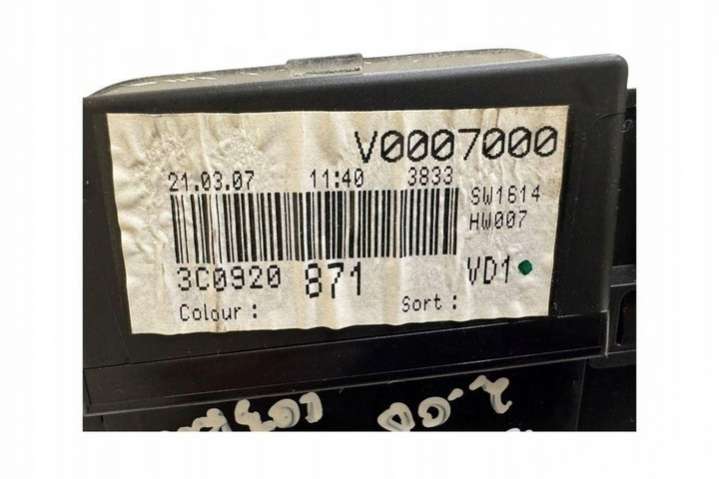 V0007000
21.03.07 11:40 3833
SW1614
HW007
3C0920 871 VD1
Colour : Sort :